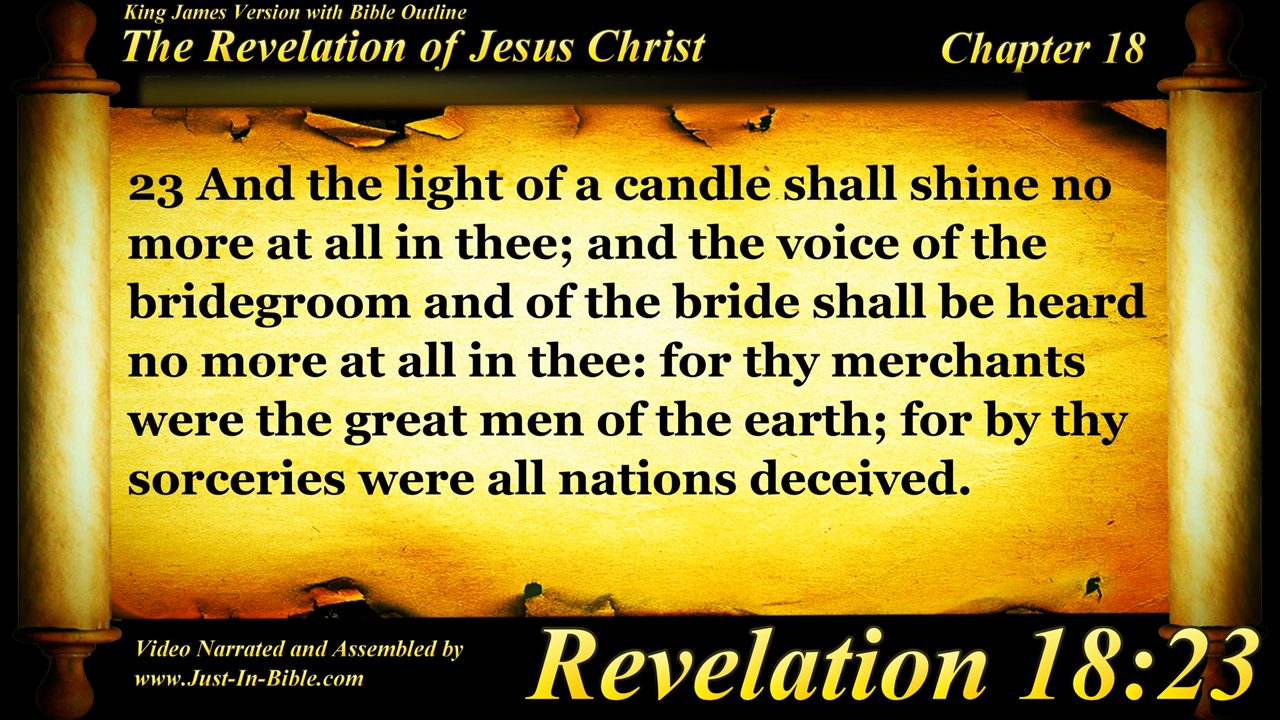 King James Version with Bible Outline
The Revelation of Jesus Christ
Chapter 18
23 And the light of a candle shall shine no
more at all in thee; and the voice of the
bridegroom and of the bride shall be heard
no more at all in thee: for thy merchants
were the great men of the earth; for by thy
sorceries were all nations deceived.
Video Narrated and Assembled by
www.Just-In-Bible.com
Revelation 18:23